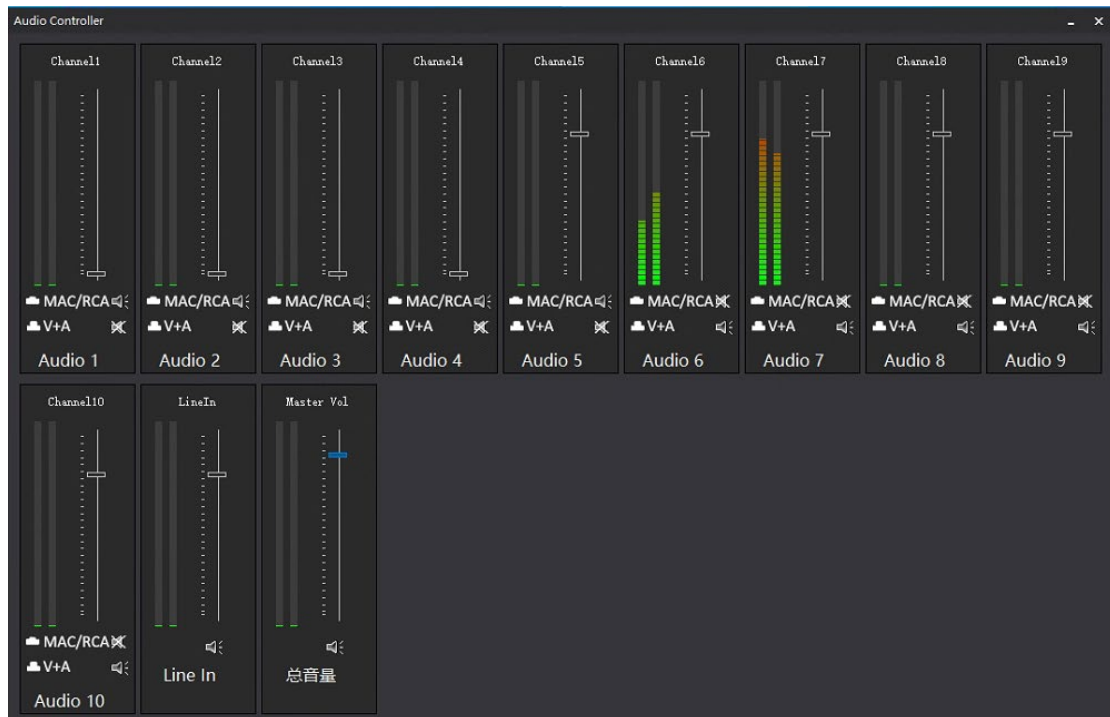 Audio Controller
Channel1 Channel2 Channel3 Channel4 Channel5 Channel6 Channel7 Channel8 Channel9
MAC/RCA MAC/RCA MAC/RCA MAC/RCA MAC/RCA MAC/RCA MAC/RCA MAC/RCA MAC/RCA
V+A V+A V+A V+A V+A V+A V+A V+A V+A
Audio 1 Audio 2 Audio 3 Audio 4 Audio 5 Audio 6 Audio 7 Audio 8 Audio 9
Channel10 LineIn Master Vol
MAC/RCA
V+A
Line In 总音量
Audio 10